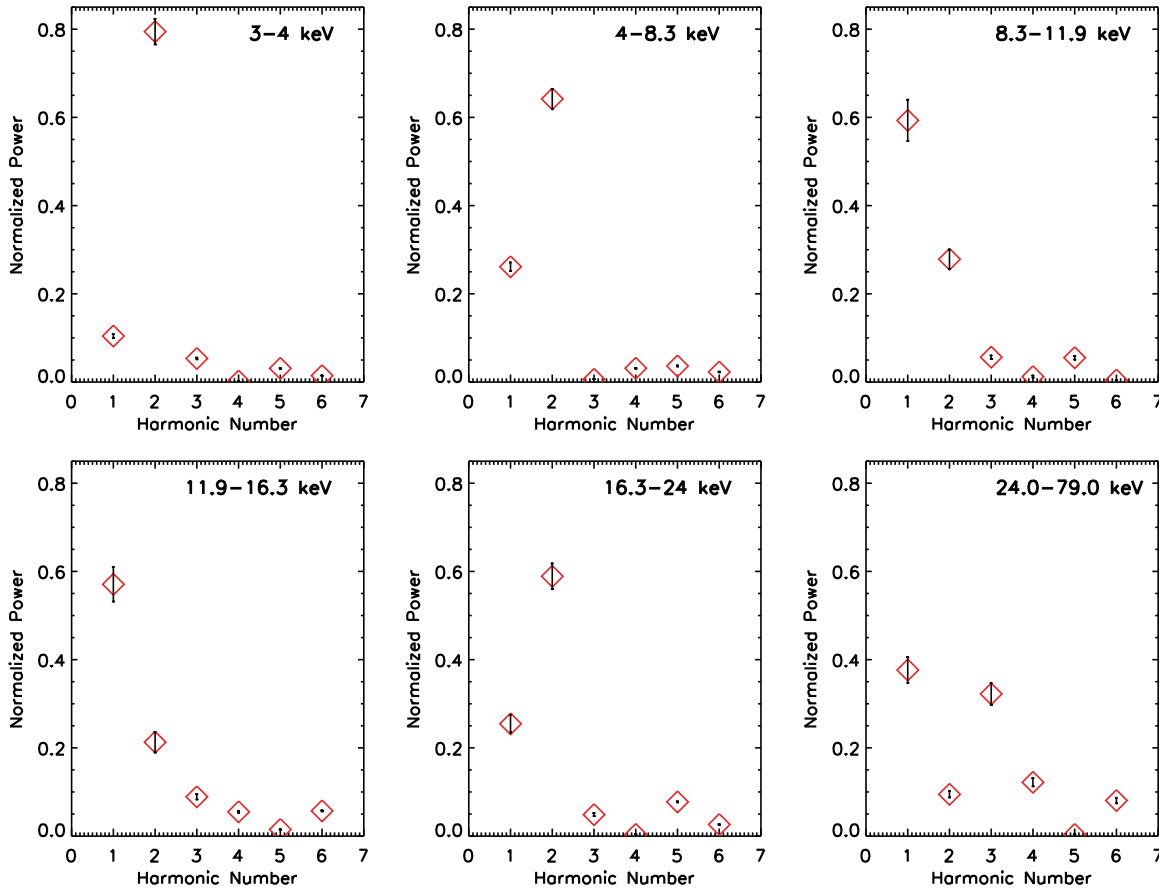 0.8
3−4 keV
0.6
0.4
0.2
0.0
Normalized Power
0 1 2 3 4 5 6 7
Harmonic Number
0.8
4−8.3 keV
0.6
0.4
0.2
0.0
Normalized Power
0 1 2 3 4 5 6 7
Harmonic Number
0.8
8.3−11.9 keV
0.6
0.4
0.2
0.0
Normalized Power
0 1 2 3 4 5 6 7
Harmonic Number
0.8
11.9−16.3 keV
0.6
0.4
0.2
0.0
Normalized Power
0 1 2 3 4 5 6 7
Harmonic Number
0.8
16.3−24 keV
0.6
0.4
0.2
0.0
Normalized Power
0 1 2 3 4 5 6 7
Harmonic Number
0.8
24.0−79.0 keV
0.6
0.4
0.2
0.0
Normalized Power
0 1 2 3 4 5 6 7
Harmonic Number